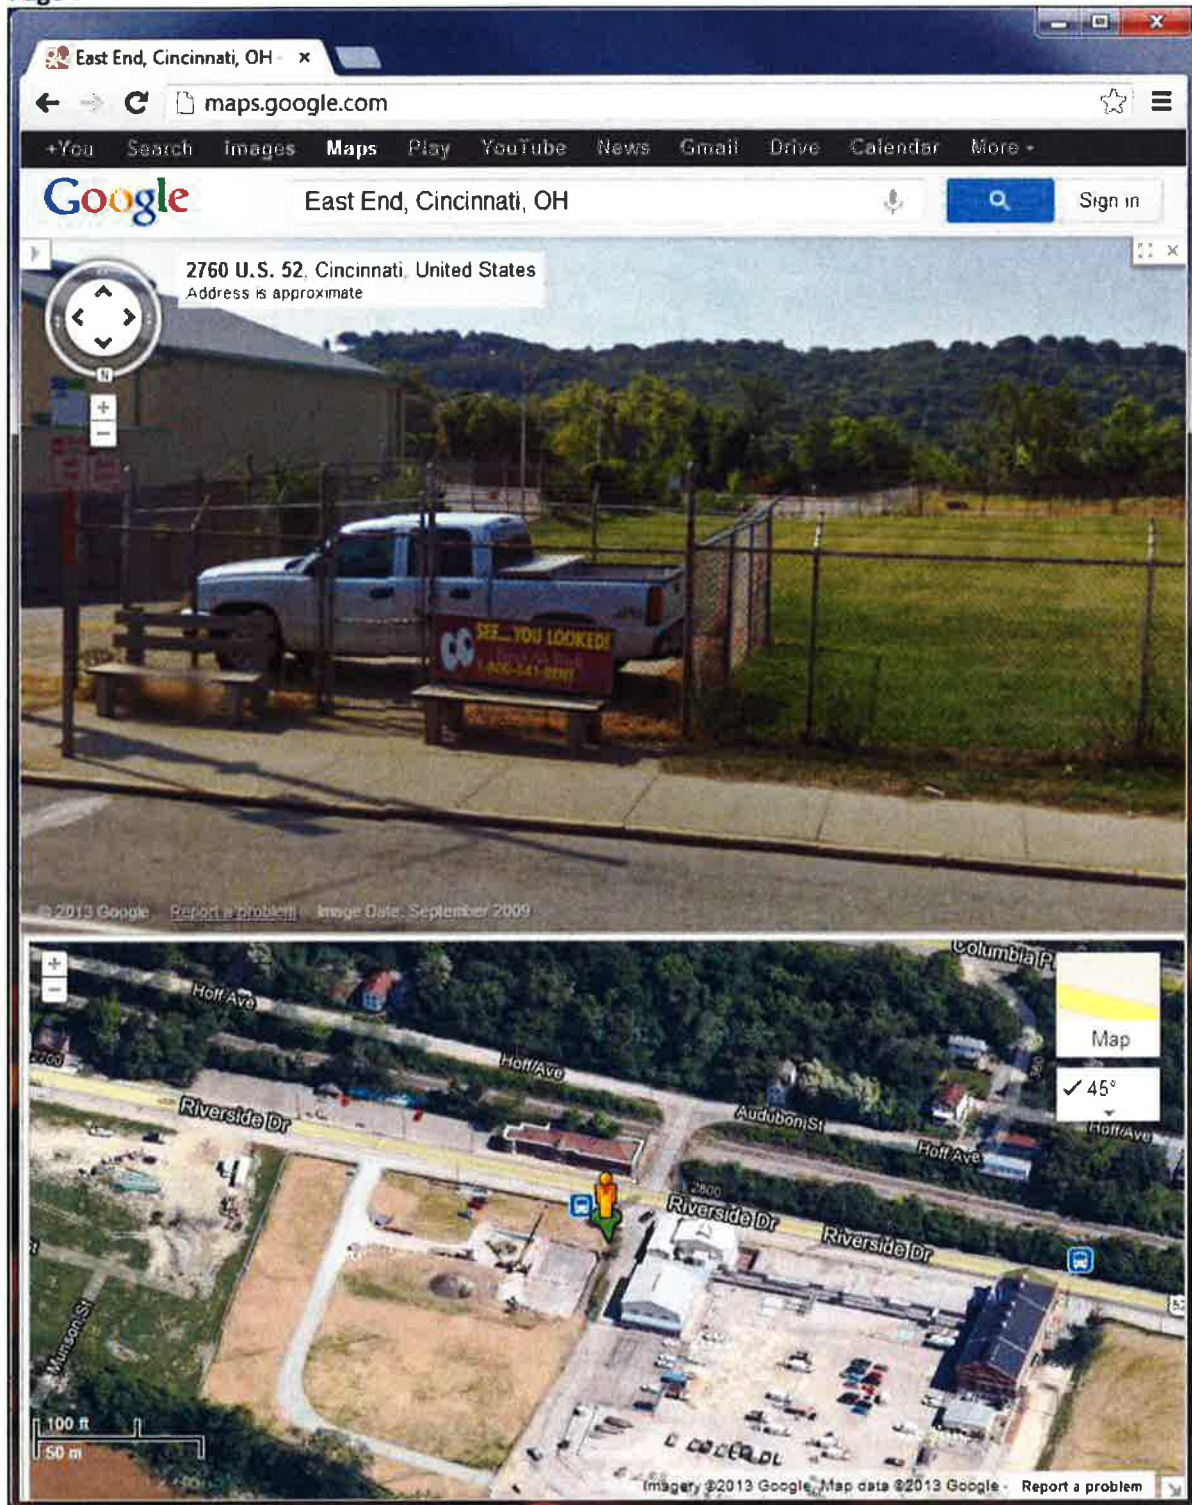 East End, Cincinnati, OH
maps.google.com
+You Search Images Maps Play YouTube News Gmail Drive Calendar More
Google East End, Cincinnati, OH Sign in
2760 U.S. 52, Cincinnati, United States
Address is approximate
N
SEE...YOU LOOKED!
© 2013 Google Report a problem Image Date: September 2009
Columbia
Hoff Ave
Map
2700
Hoff Ave
45°
Riverside Dr
Audubon St
Hoff Ave
Hoff Ave
2800
Riverside Dr
Riverside Dr
52
Munson St
100 ft
50 m
Imagery ©2013 Google, Map data ©2013 Google - Report a problem